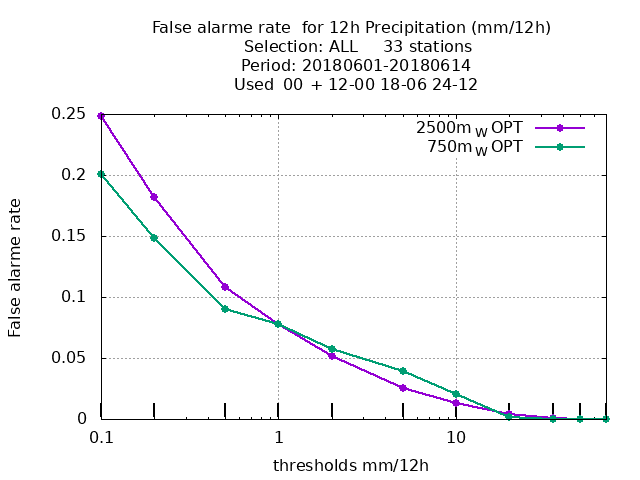 False alarme rate  for 12h Precipitation (mm/12h)
Selection: ALL     33 stations
Period: 20180601-20180614
Used  00  + 12-00 18-06 24-12
0.25
0.2
0.15
0.1
0.05
0
False alarme rate
2500m W OPT
750m W OPT
0.1
1
10
thresholds mm/12h